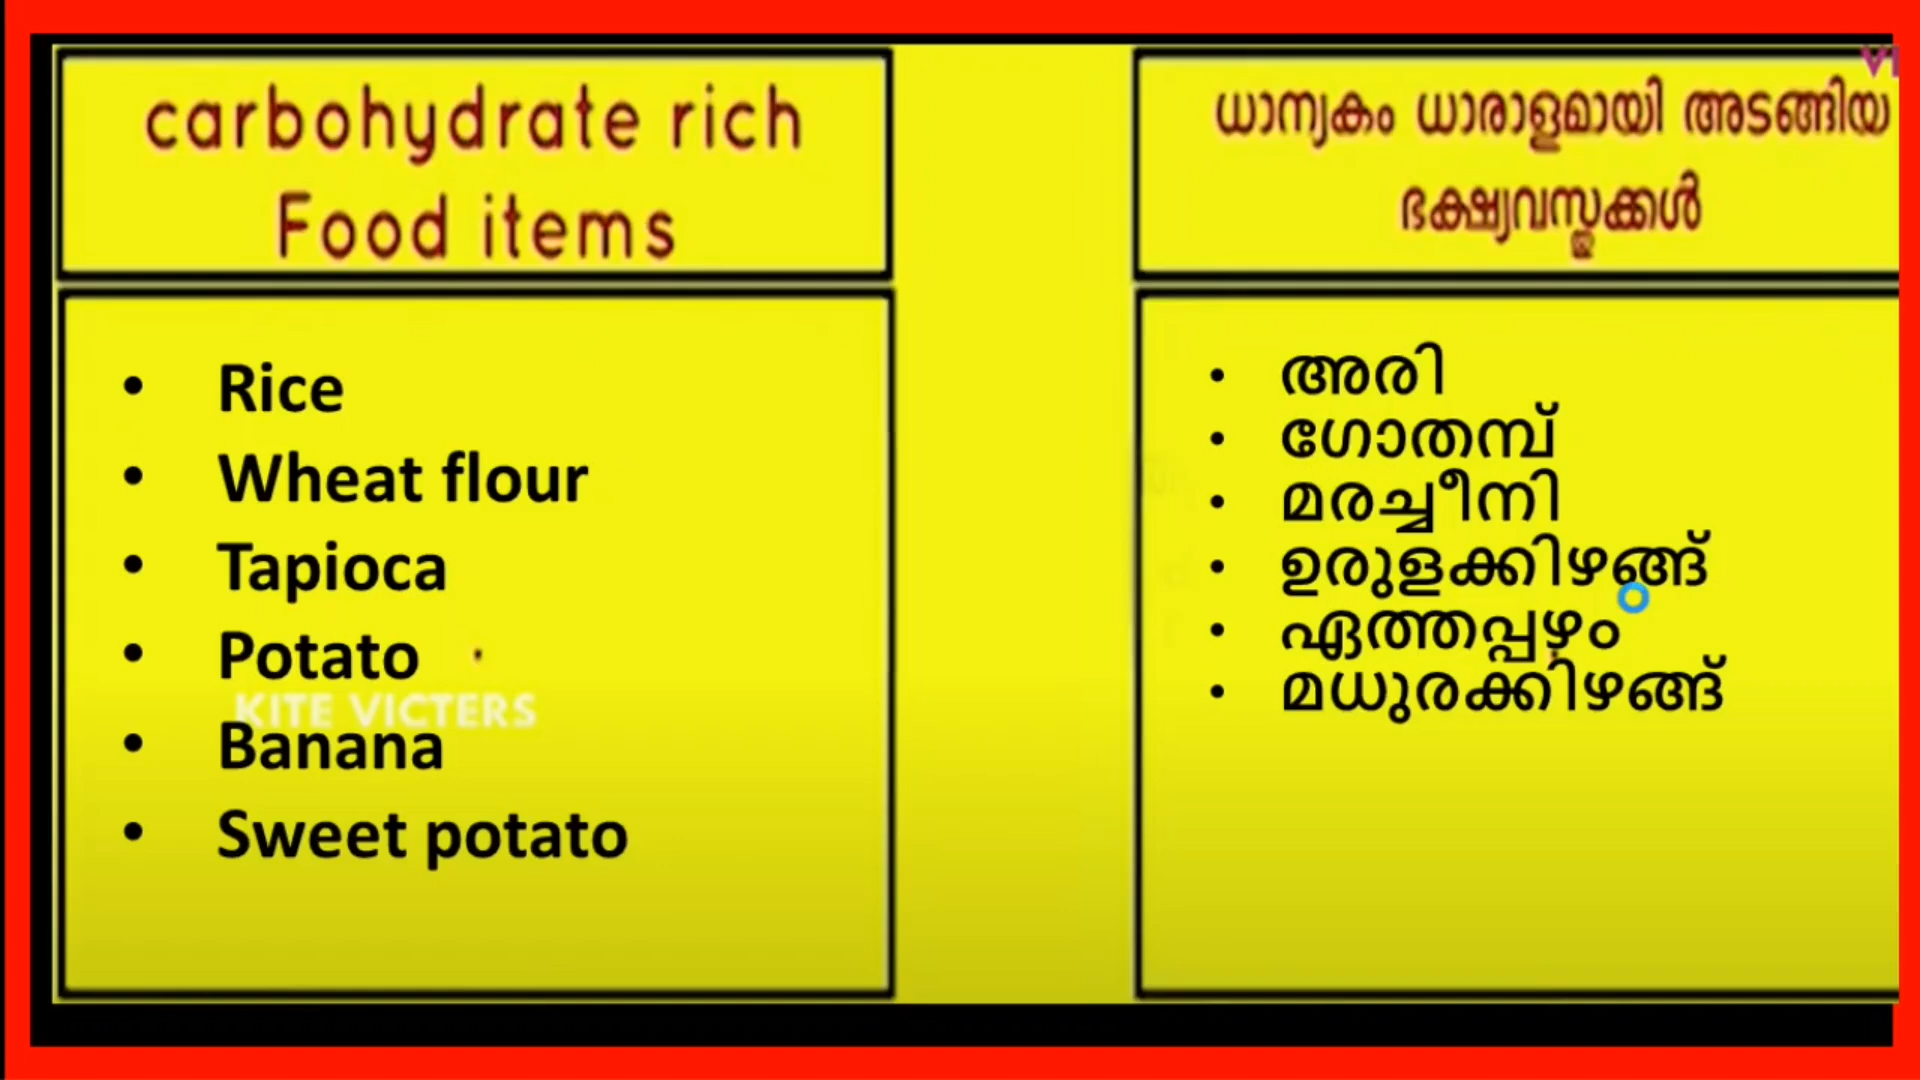 carbohydrate rich
Food items
• Rice
• Wheat flour
• Tapioca
• Potato
KITE VICTERS
• Banana
• Sweet potato
ധാന്യകം ധാരാളമായി അടങ്ങിയ
ഭക്ഷ്യവസ്തുക്കൾ
• അരി
• ഗോതമ്പ്
• മരച്ചീനി
• ഉരുളക്കിഴങ്ങ്
• ഏത്തപ്പഴം
• മധുരക്കിഴങ്ങ്